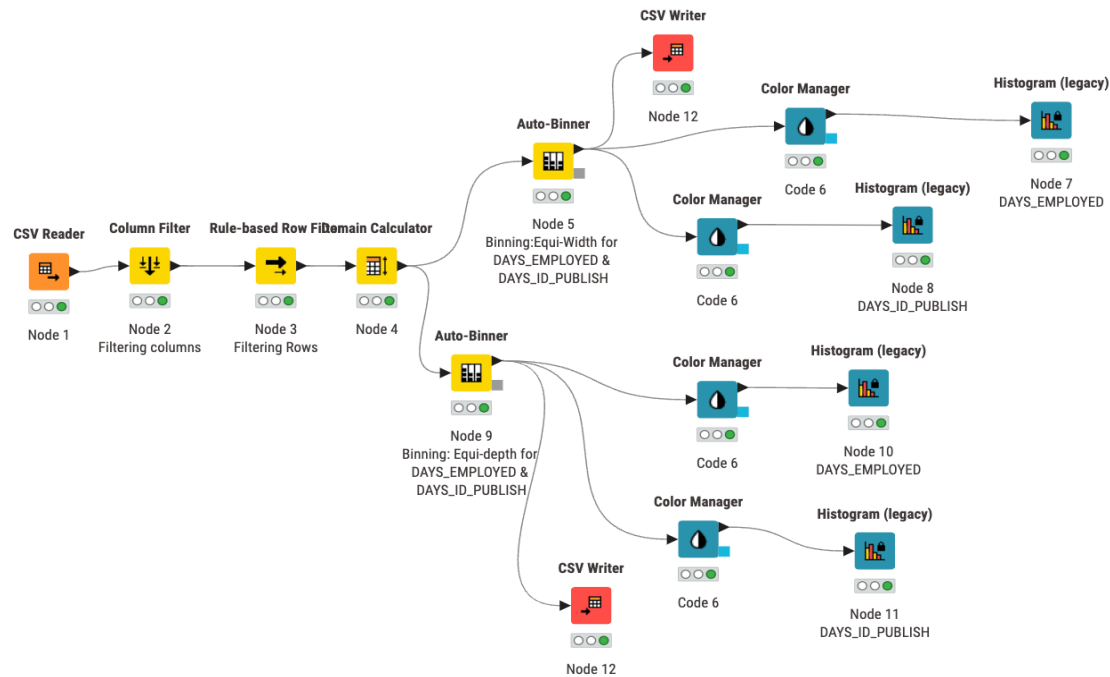 CSV Writer
Node 12
Color Manager
Code 6
Histogram (legacy)
Node 7
DAYS_EMPLOYED
Auto-Binner
Node 5
Binning:Equi-Width for
DAYS_EMPLOYED &
DAYS_ID_PUBLISH
Color Manager
Code 6
Histogram (legacy)
Node 8
DAYS_ID_PUBLISH
CSV Reader
Node 1
Column Filter
Node 2
Filtering columns
Rule-based Row Filte
Node 3
Filtering Rows
Domain Calculator
Node 4
Auto-Binner
Node 9
Binning: Equi-depth for
DAYS_EMPLOYED &
DAYS_ID_PUBLISH
Color Manager
Code 6
Histogram (legacy)
Node 10
DAYS_EMPLOYED
Color Manager
Code 6
Histogram (legacy)
Node 11
DAYS_ID_PUBLISH
CSV Writer
Node 12